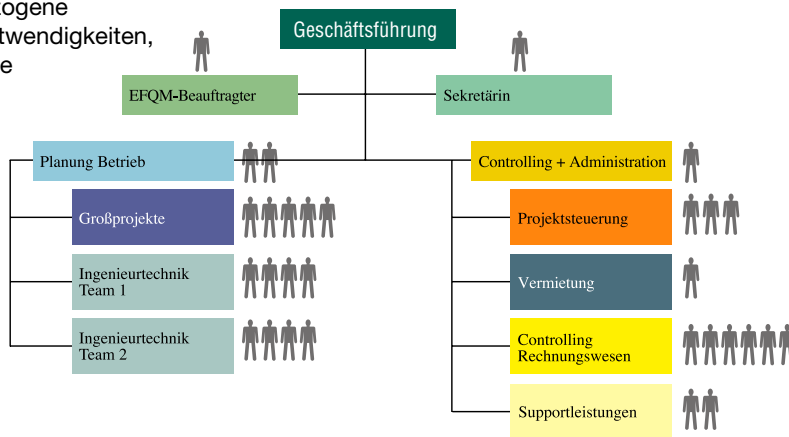 zogene
twendigkeiten,
e
Geschäftsführung
EFQM-Beauftragter
Sekretärin
Planung Betrieb
Großprojekte
Ingenieurtechnik
Team 1
Ingenieurtechnik
Team 2
Controlling + Administration
Projektsteuerung
Vermietung
Controlling
Rechnungswesen
Supportleistungen